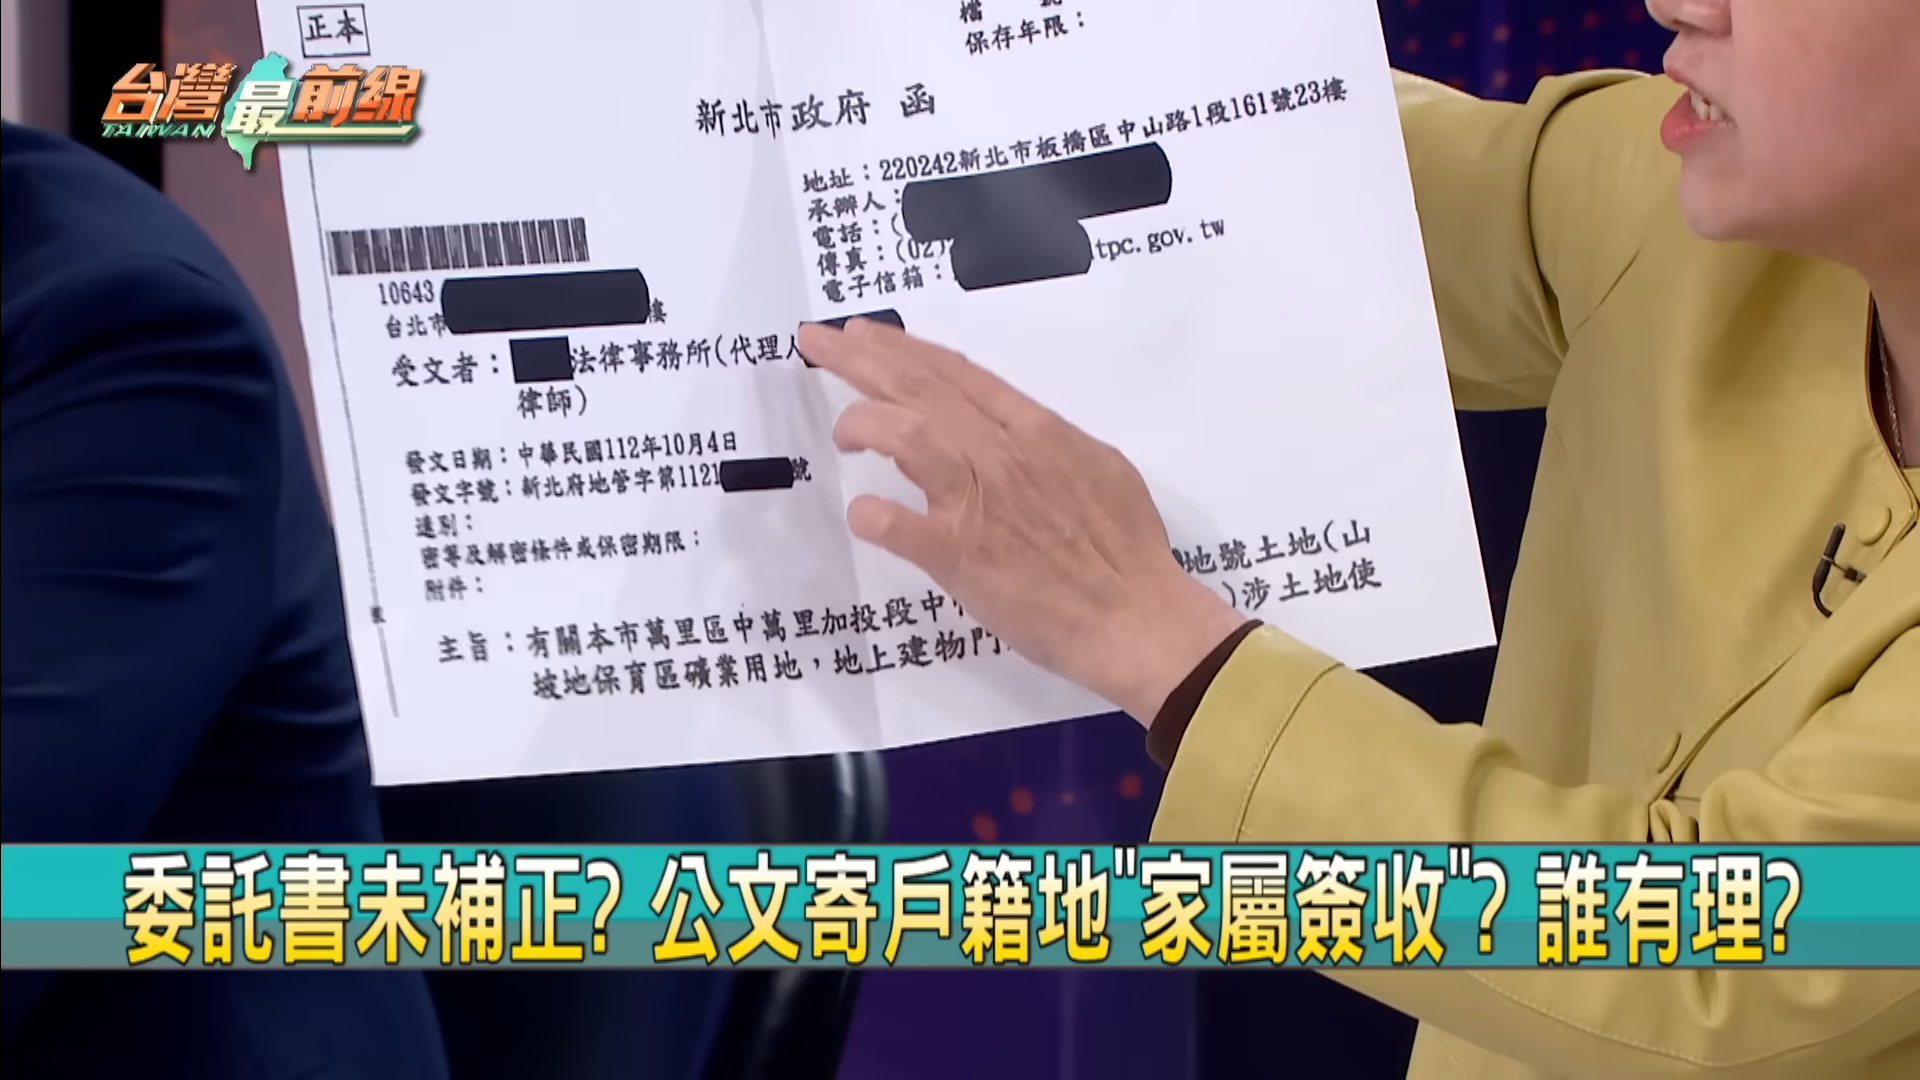 正本
台灣最前線
TAIWAN
檔 號
保存年限：
新北市政府 函
地址：220242新北市板橋區中山路1段161號23樓
承辦人：
電話：(
傳真：(02)
電子信箱： tpc.gov.tw
10643
台北市 樓
受文者： 法律事務所(代理人
律師)
發文日期：中華民國112年10月4日
發文字號：新北府地管字第1121 號
速別：
密等及解密條件或保密期限：
附件：
主旨：有關本市萬里區中萬里加投段中 地號土地(山
坡地保育區礦業用地，地上建物門 )涉土地使
委託書未補正? 公文寄戶籍地"家屬簽收"? 誰有理?